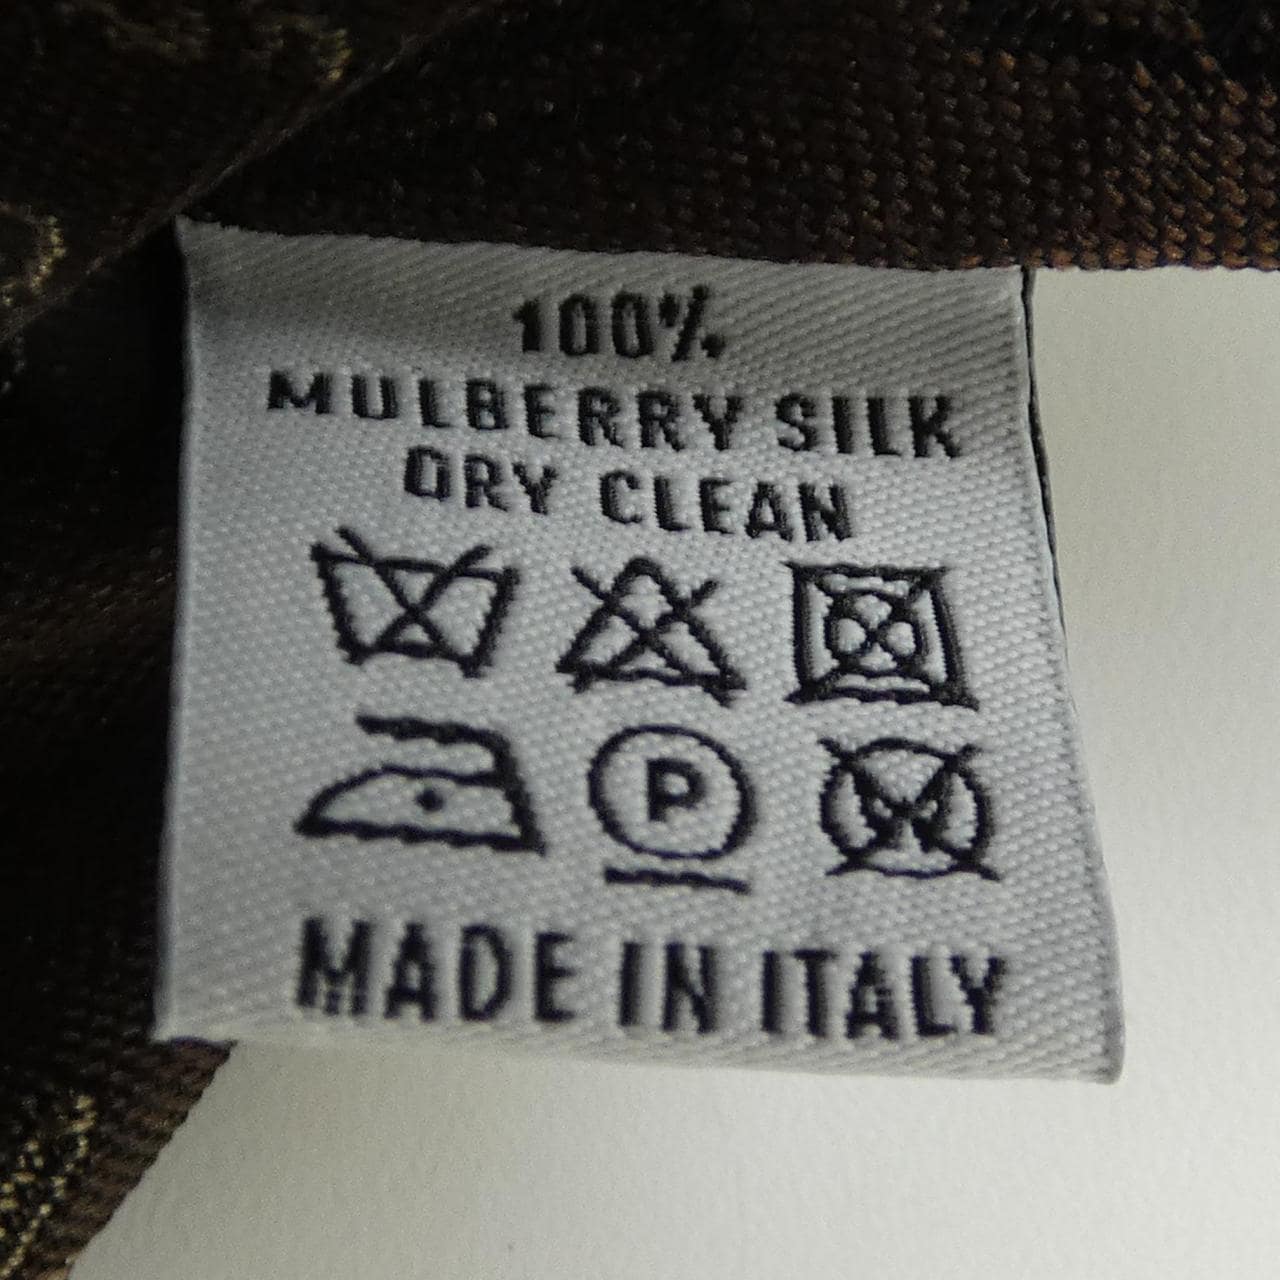 100%
MULBERRY SILK
DRY CLEAN
P
MADE IN ITALY